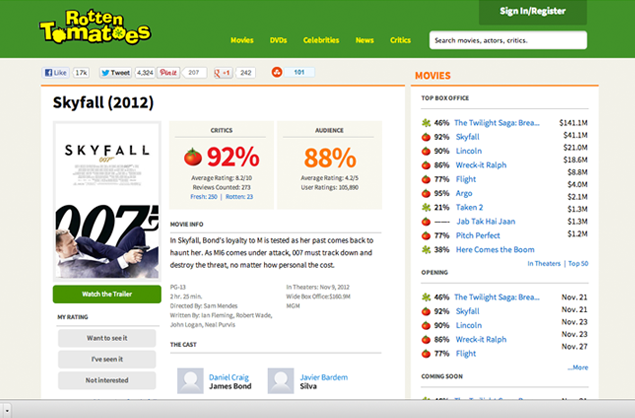 Rotten
Tomatoes
Sign In/Register
Movies DVDs Celebrities News Critics
Search movies, actors, critics.
Like 17k Tweet 4,324 Pin it 207 +1 242 101
Skyfall (2012)
SKYFALL
007
007
Watch the Trailer
MY RATING
Want to see it
I've seen it
Not interested
CRITICS
92%
Average Rating: 8.2/10
Reviews Counted: 273
Fresh: 250 | Rotten: 23
AUDIENCE
88%
Average Rating: 4.2/5
User Ratings: 105,890
MOVIE INFO
In Skyfall, Bond's loyalty to M is tested as her past comes back to
haunt her. As MI6 comes under attack, 007 must track down and
destroy the threat, no matter how personal the cost.
PG-13
2 hr. 25 min.
Directed By: Sam Mendes
Written By: Ian Fleming, Robert Wade,
John Logan, Neal Purvis
In Theaters: Nov 9, 2012
Wide Box Office:$160.9M
MGM
THE CAST
Daniel Craig
James Bond
Javier Bardem
Silva
MOVIES
TOP BOX OFFICE
46% The Twilight Saga: Brea... $141.1M
92% Skyfall $41.1M
90% Lincoln $21.0M
86% Wreck-it Ralph $18.6M
77% Flight $8.8M
95% Argo $4.0M
21% Taken 2 $2.1M
------ Jab Tak Hai Jaan $1.3M
77% Pitch Perfect $1.3M
38% Here Comes the Boom $1.2M
In Theaters | Top 50
OPENING
46% The Twilight Saga: Brea... Nov. 21
92% Skyfall Nov. 21
90% Lincoln Nov. 23
86% Wreck-it Ralph Nov. 23
77% Flight Nov. 27
...More
COMING SOON